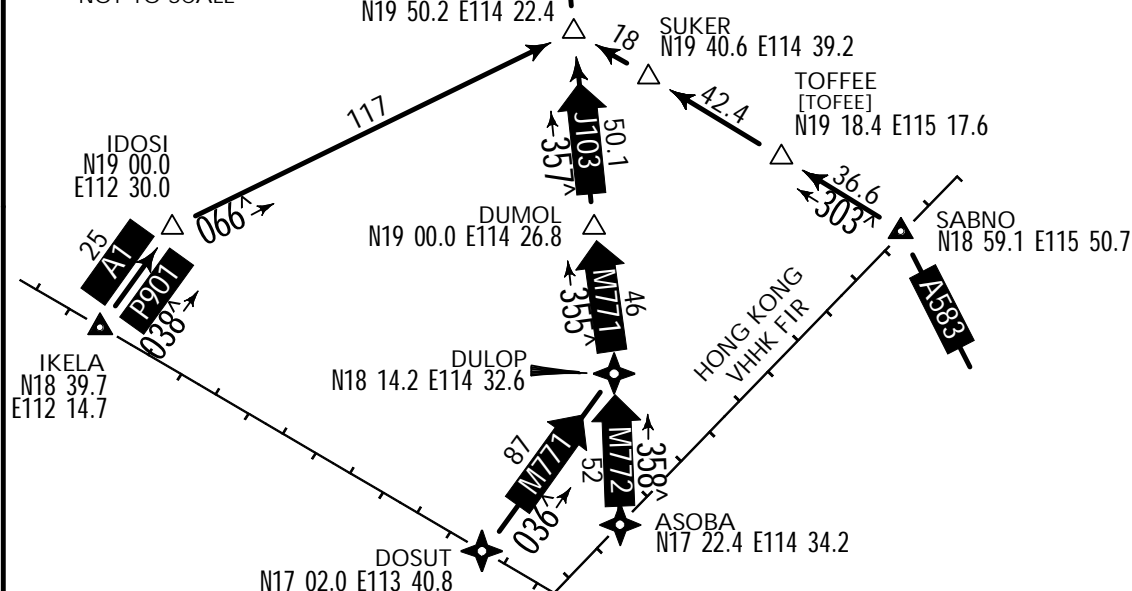 N19 50.2 E114 22.4
18
SUKER
N19 40.6 E114 39.2
TOFFEE
[TOFEE]
N19 18.4 E115 17.6
42.4
117
J103
50.1
357^
IDOSI
N19 00.0
E112 30.0
066^
36.6
303^
SABNO
N18 59.1 E115 50.7
DUMOL
N19 00.0 E114 26.8
25
A1
P901
038^
M771
46
355^
A583
HONG KONG
VHHK FIR
IKELA
N18 39.7
E112 14.7
DULOP
N18 14.2 E114 32.6
87
M771
036^
52
M772
358^
ASOBA
N17 22.4 E114 34.2
DOSUT
N17 02.0 E113 40.8